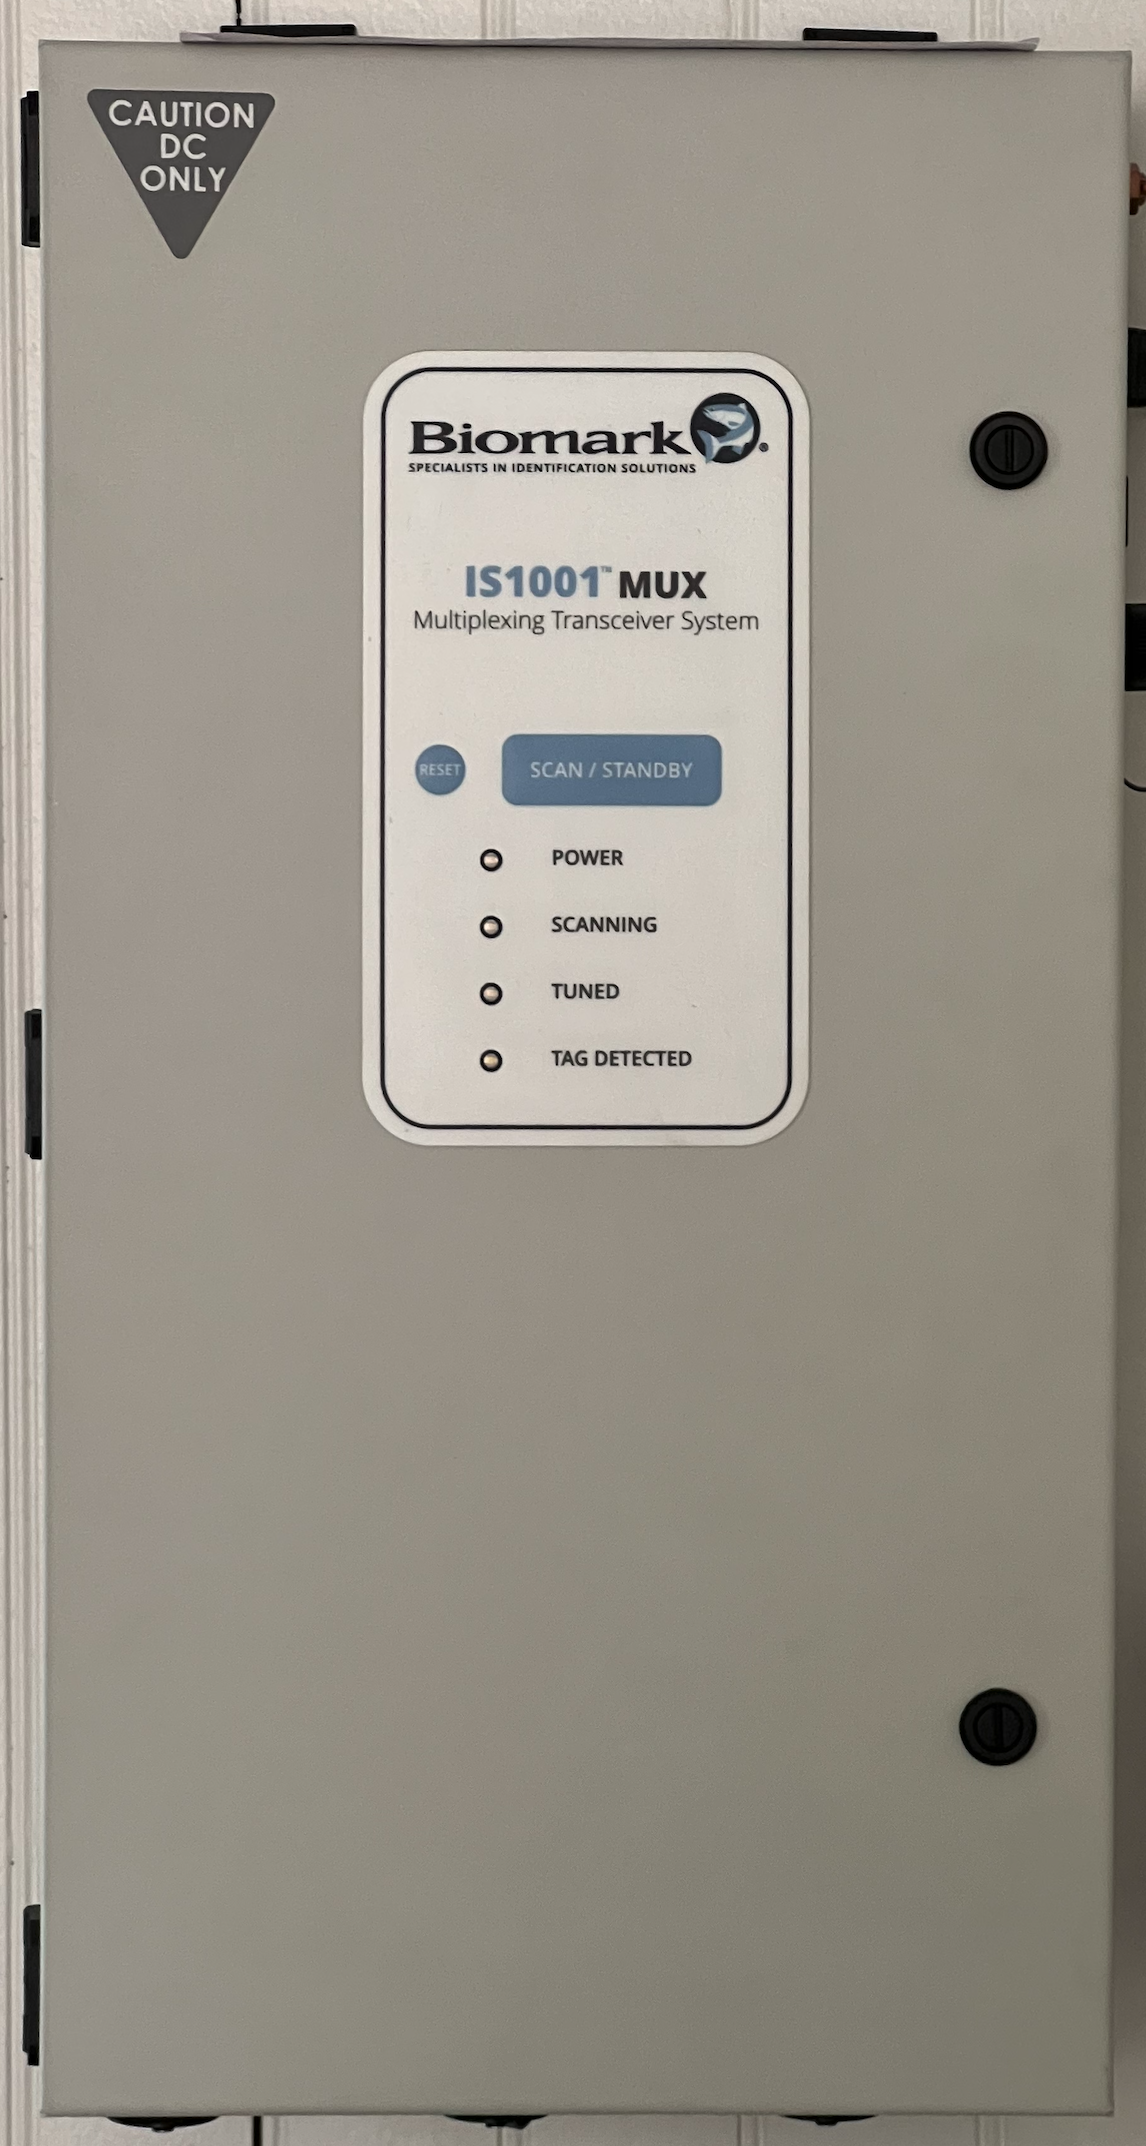 CAUTION
DC
ONLY
Biomark®
SPECIALISTS IN IDENTIFICATION SOLUTIONS
IS1001™ MUX
Multiplexing Transceiver System
RESET
SCAN / STANDBY
POWER
SCANNING
TUNED
TAG DETECTED